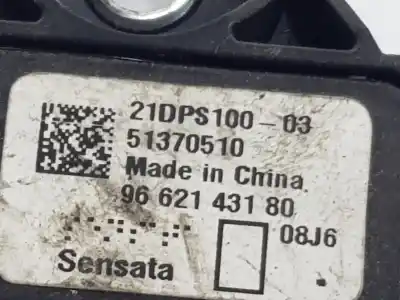 21DPS100-03
51370510
Made in China.
96 621 431 80
08J6
Sensata